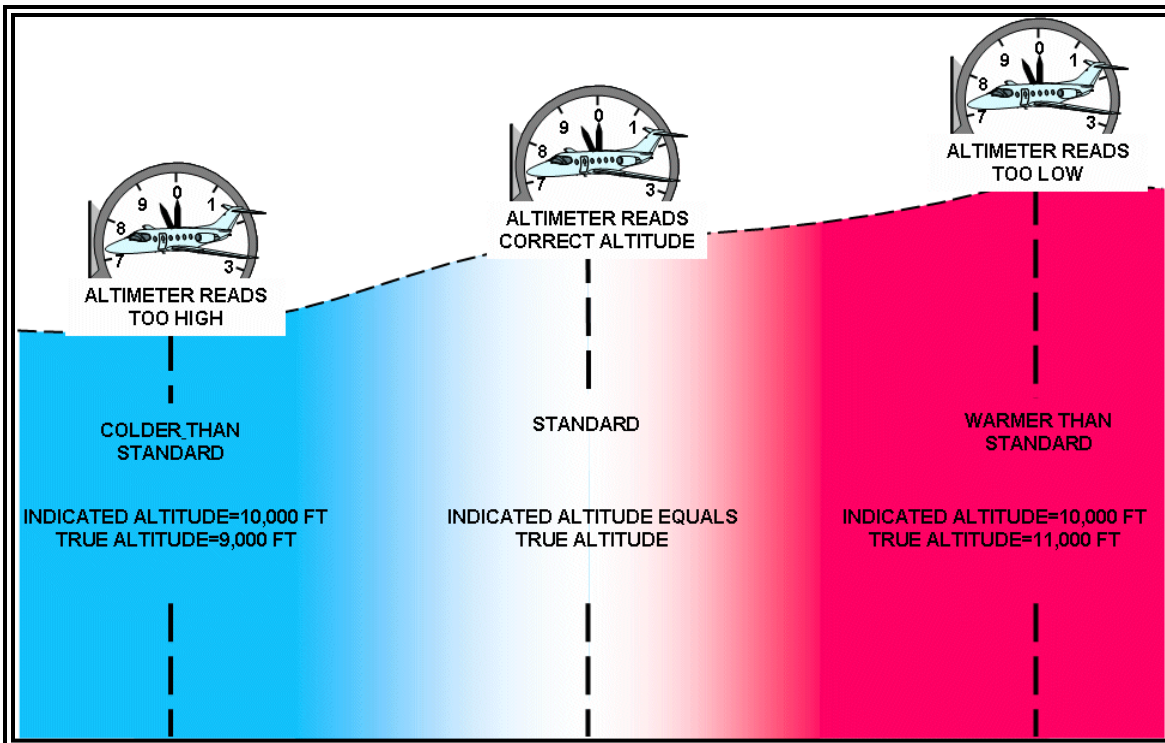 9 0 1
8
7 3
ALTIMETER READS
TOO HIGH
9 0 1
8
7 3
ALTIMETER READS
CORRECT ALTITUDE
9 0 1
8
7 3
ALTIMETER READS
TOO LOW
COLDER THAN
STANDARD
INDICATED ALTITUDE=10,000 FT
TRUE ALTITUDE=9,000 FT
STANDARD
INDICATED ALTITUDE EQUALS
TRUE ALTITUDE
WARMER THAN
STANDARD
INDICATED ALTITUDE=10,000 FT
TRUE ALTITUDE=11,000 FT